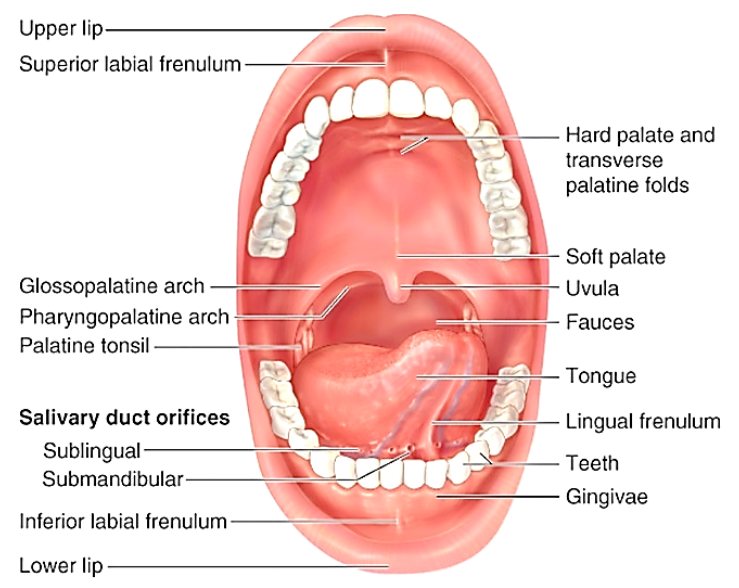 Upper lip
Superior labial frenulum
Hard palate and
transverse
palatine folds
Soft palate
Glossopalatine arch
Uvula
Pharyngopalatine arch
Fauces
Palatine tonsil
Tongue
Salivary duct orifices
Lingual frenulum
Sublingual
Teeth
Submandibular
Gingivae
Inferior labial frenulum
Lower lip